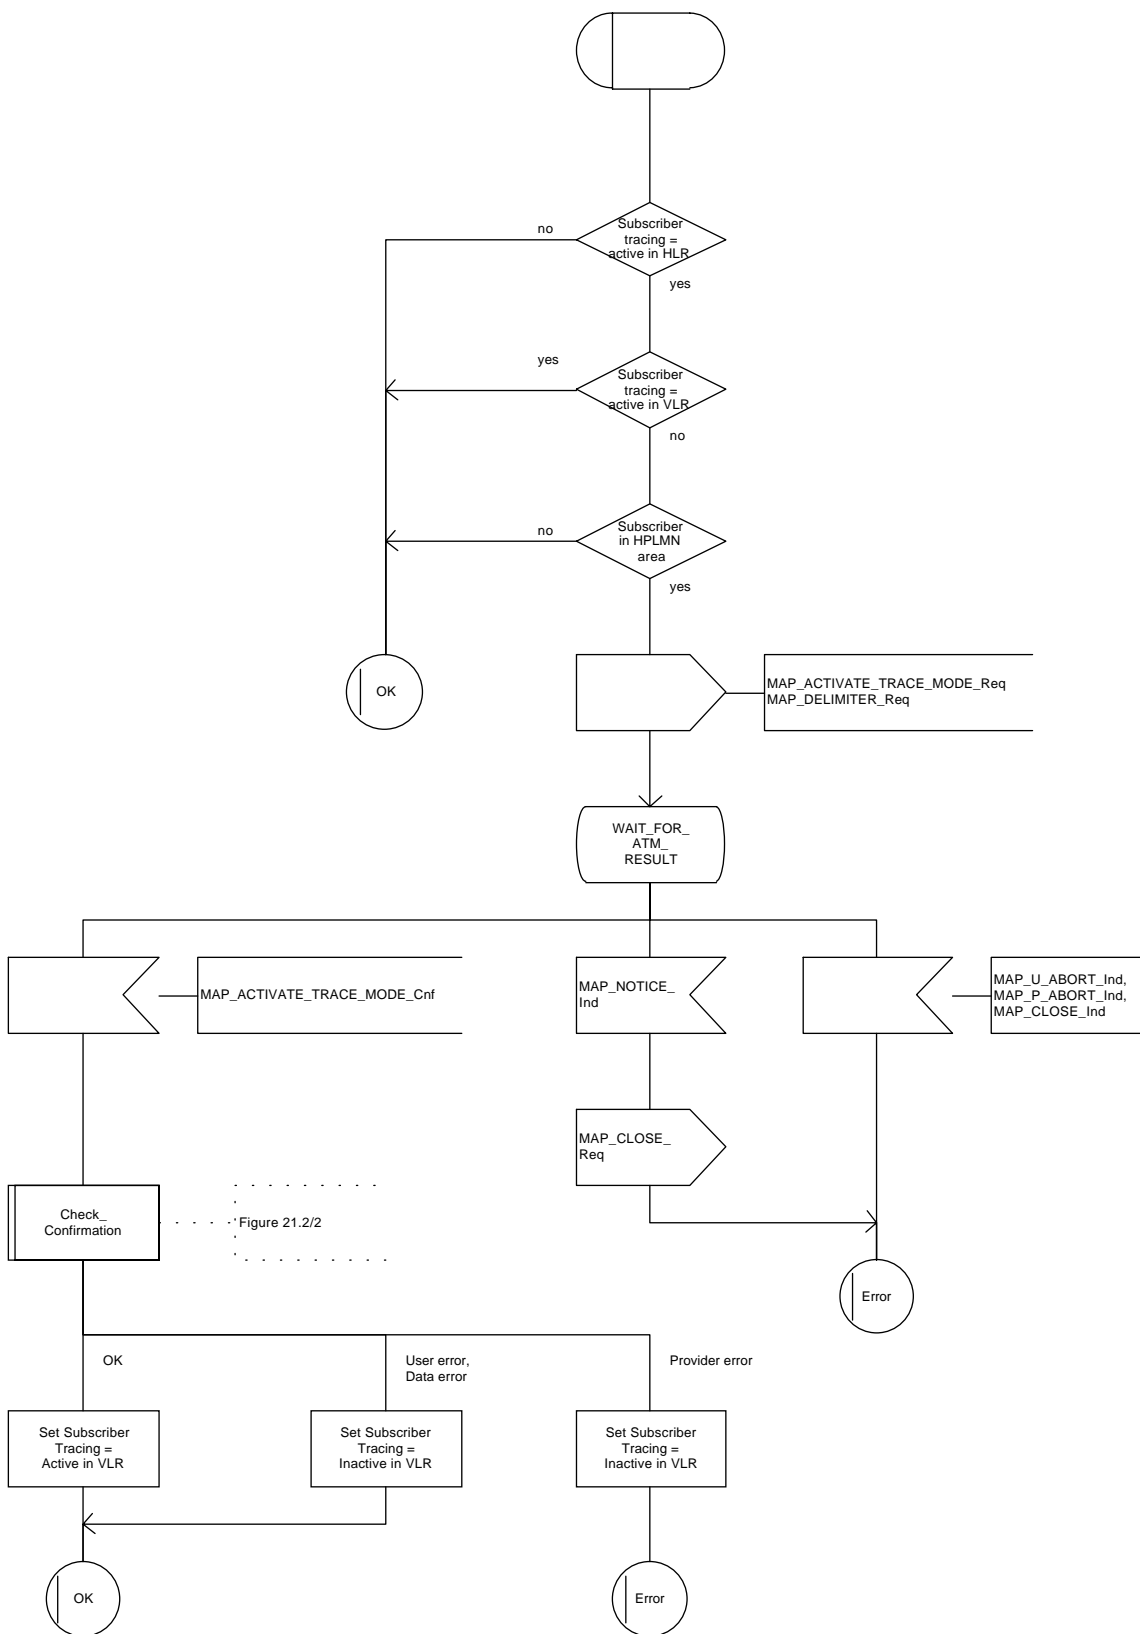 no
Subscriber
tracing =
active in HLR
yes
yes
Subscriber
tracing =
active in VLR
no
no
Subscriber
in HPLMN
area
yes
OK
MAP_ACTIVATE_TRACE_MODE_Req
MAP_DELIMITER_Req
WAIT_FOR_
ATM_
RESULT
MAP_ACTIVATE_TRACE_MODE_Cnf
MAP_NOTICE_
Ind
MAP_U_ABORT_Ind,
MAP_P_ABORT_Ind,
MAP_CLOSE_Ind
MAP_CLOSE_
Req
Check_
Confirmation
Figure 21.2/2
Error
OK
User error,
Data error
Provider error
Set Subscriber
Tracing =
Active in VLR
Set Subscriber
Tracing =
Inactive in VLR
Set Subscriber
Tracing =
Inactive in VLR
OK
Error